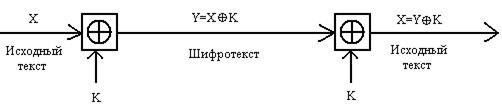 X
Исходный
текст
K
Y=X⊕K
Шифротекст
K
X=Y⊕K
Исходный
текст